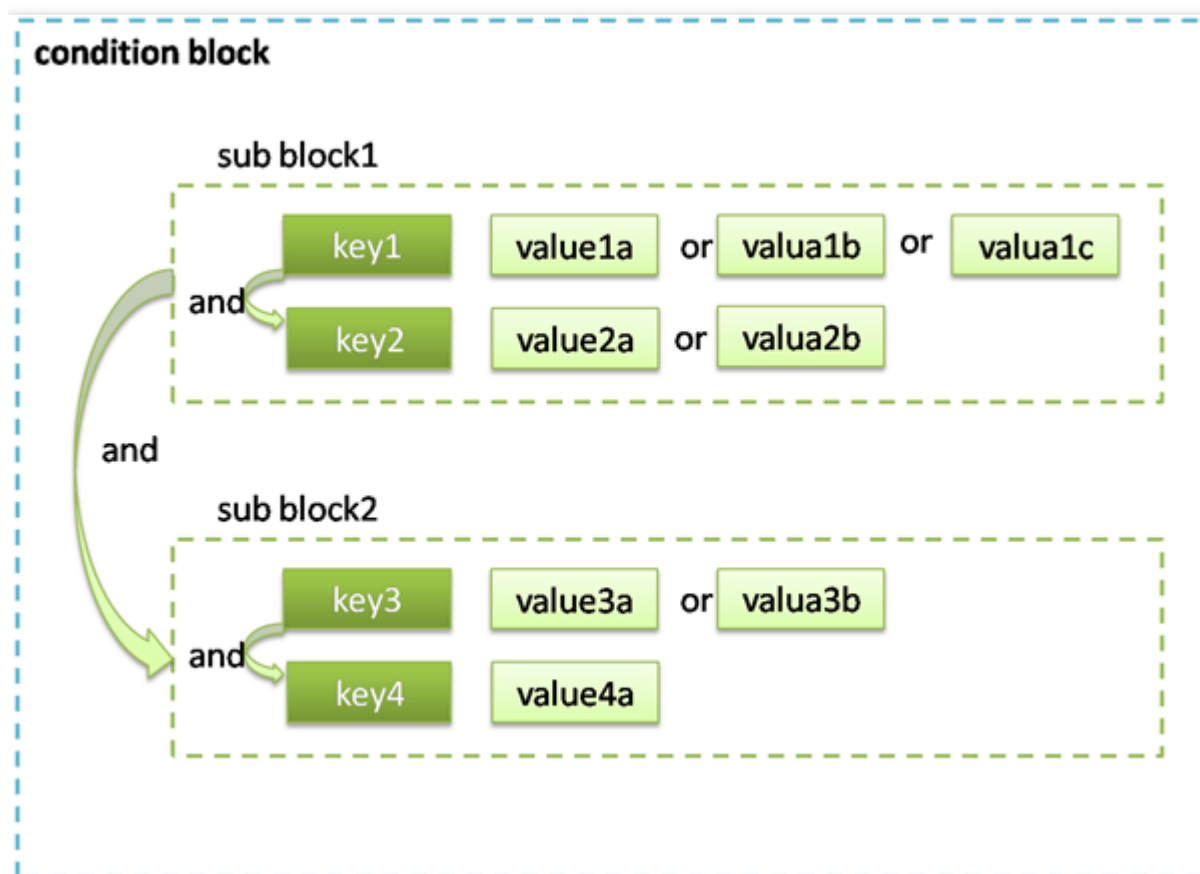 condition block
sub block1
key1 value1a or valua1b or valua1c
and
key2 value2a or valua2b
and
sub block2
key3 value3a or valua3b
and
key4 value4a